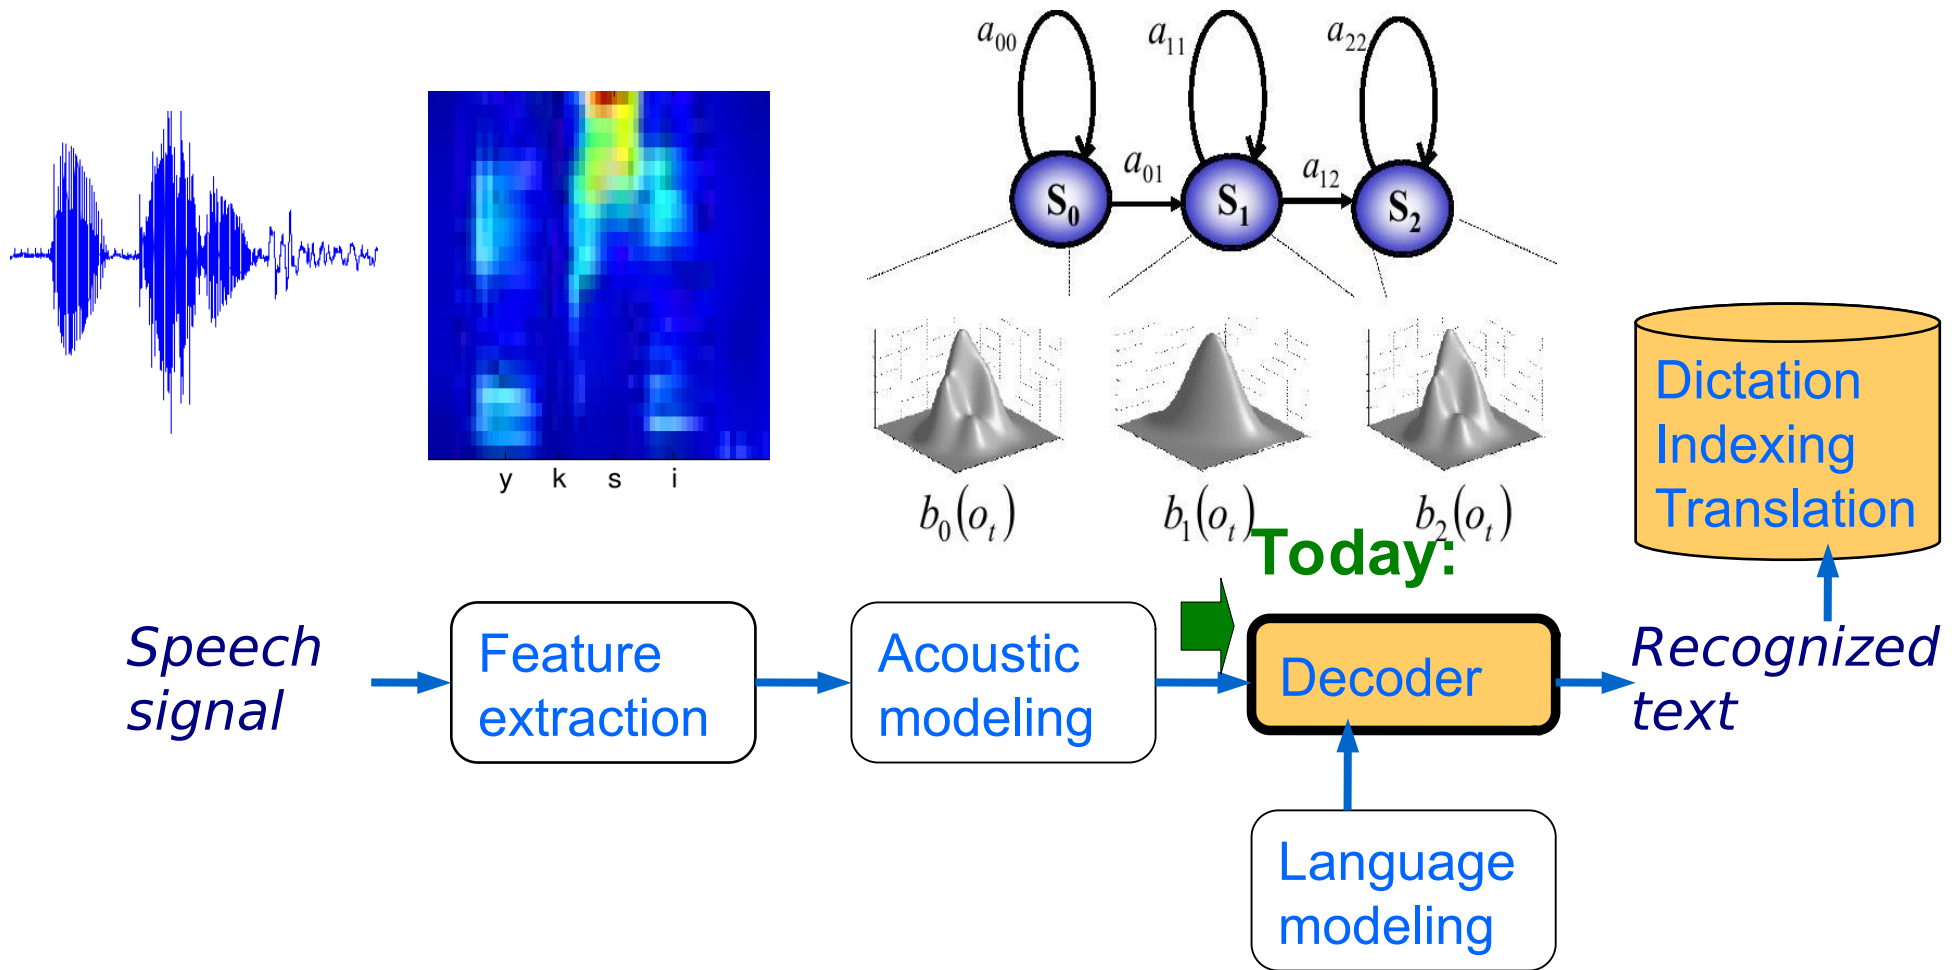 a00 a11 a22
a01 a12
S0 S1 S2
y k s i
b0(ot) b1(ot) b2(ot)
Dictation
Indexing
Translation
Today:
Speech
signal
Feature
extraction
Acoustic
modeling
Decoder
Recognized
text
Language
modeling